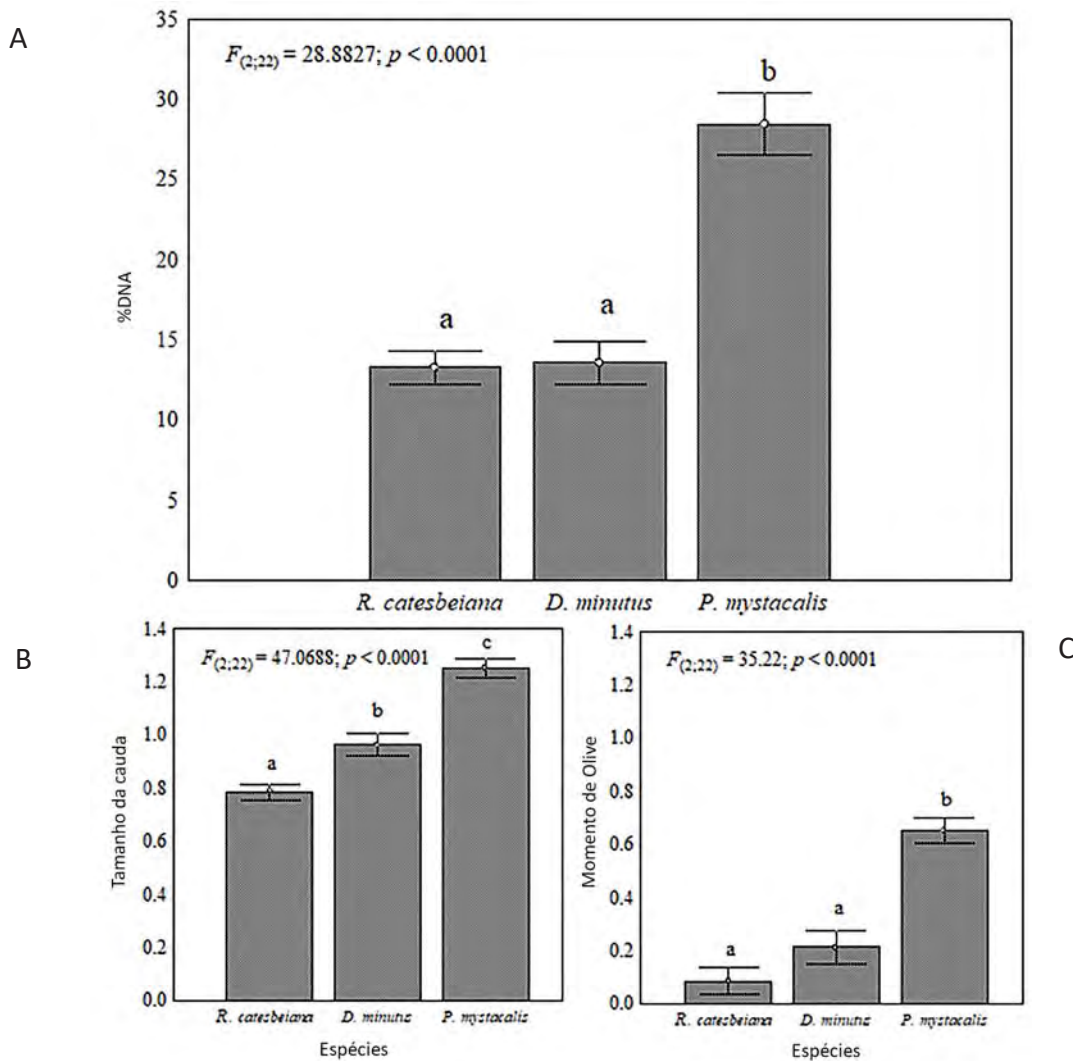 A
35
30
25
20
15
10
5
0
%DNA
F(2;22) = 28.8827; p < 0.0001
a
a
b
R. catesbeiana D. minutus P. mystacalis
B
1.4
1.2
1.0
0.8
0.6
0.4
0.2
0.0
Tamanho da cauda
F(2;22) = 47.0688; p < 0.0001
a
b
c
R. catesbeiana D. minutus P. mystacalis
Espécies
C
1.4
1.2
1.0
0.8
0.6
0.4
0.2
0.0
Momento de Olive
F(2;22) = 35.22; p < 0.0001
a
a
b
R. catesbeiana D. minutus P. mystacalis
Espécies